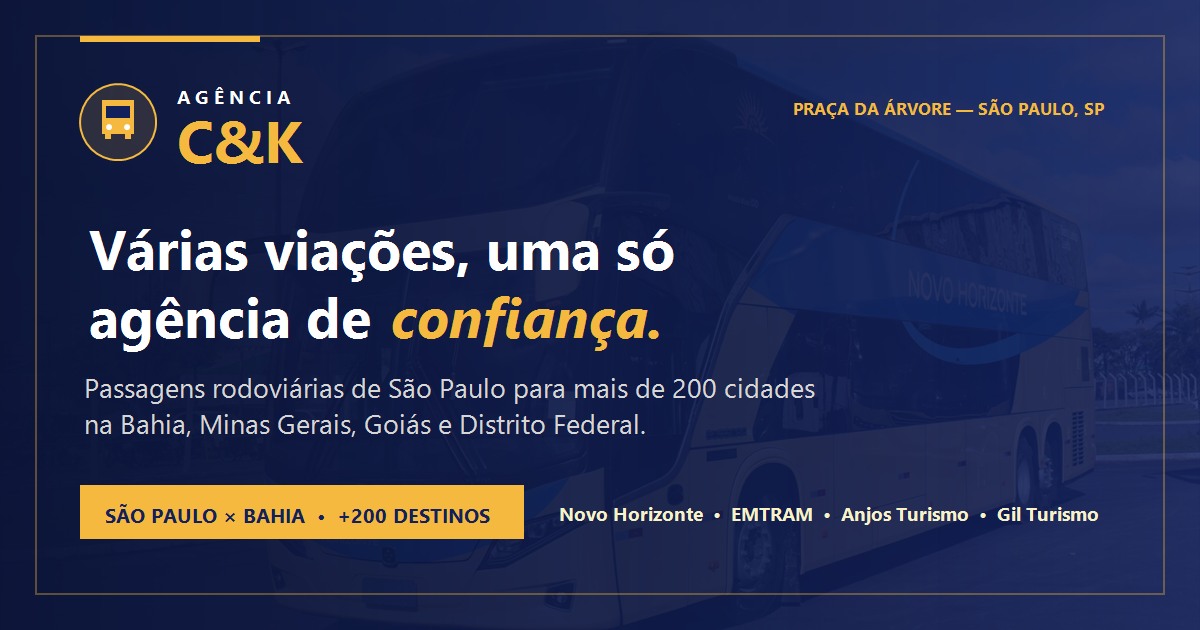 AGÊNCIA
C&K
PRAÇA DA ÁRVORE — SÃO PAULO, SP
Várias viações, uma só
agência de confiança.
Passagens rodoviárias de São Paulo para mais de 200 cidades
na Bahia, Minas Gerais, Goiás e Distrito Federal.
SÃO PAULO × BAHIA • +200 DESTINOS
Novo Horizonte • EMTRAM • Anjos Turismo • Gil Turismo
NOVO HORIZONTE